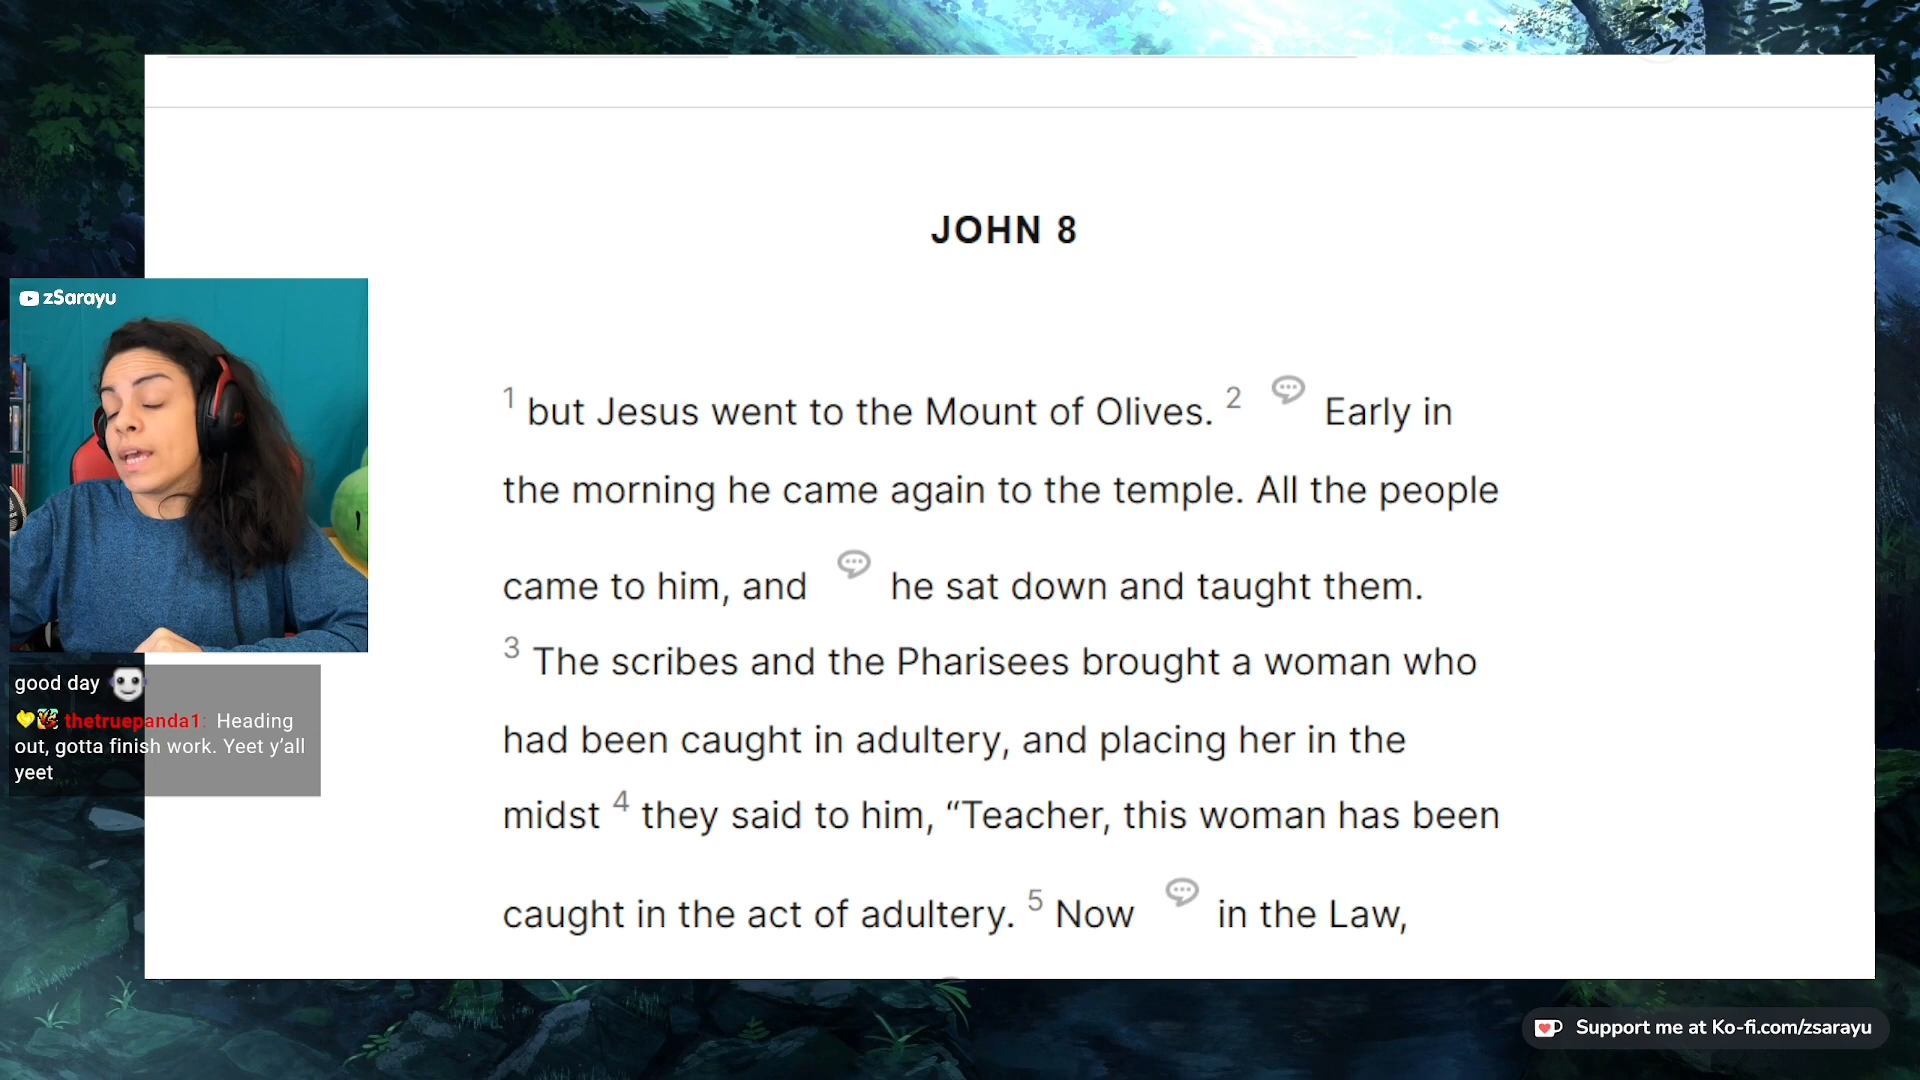 JOHN 8
zSarayu
1 but Jesus went to the Mount of Olives. 2 Early in
the morning he came again to the temple. All the people
came to him, and he sat down and taught them.
3 The scribes and the Pharisees brought a woman who
had been caught in adultery, and placing her in the
midst 4 they said to him, “Teacher, this woman has been
caught in the act of adultery. 5 Now in the Law,
good day
thetruepanda1: Heading
out, gotta finish work. Yeet y’all
yeet
Support me at Ko-fi.com/zsarayu